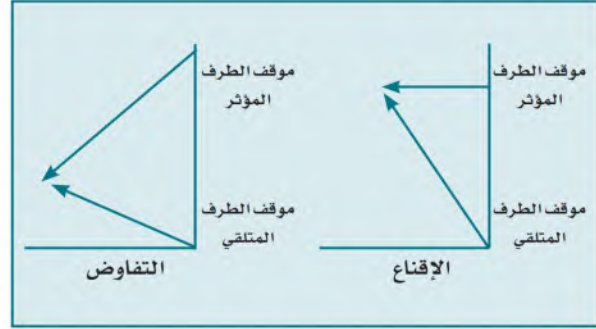 موقف الطرف
المؤثر
موقف الطرف
المتلقي
الإقناع
موقف الطرف
المؤثر
موقف الطرف
المتلقي
التفاوض